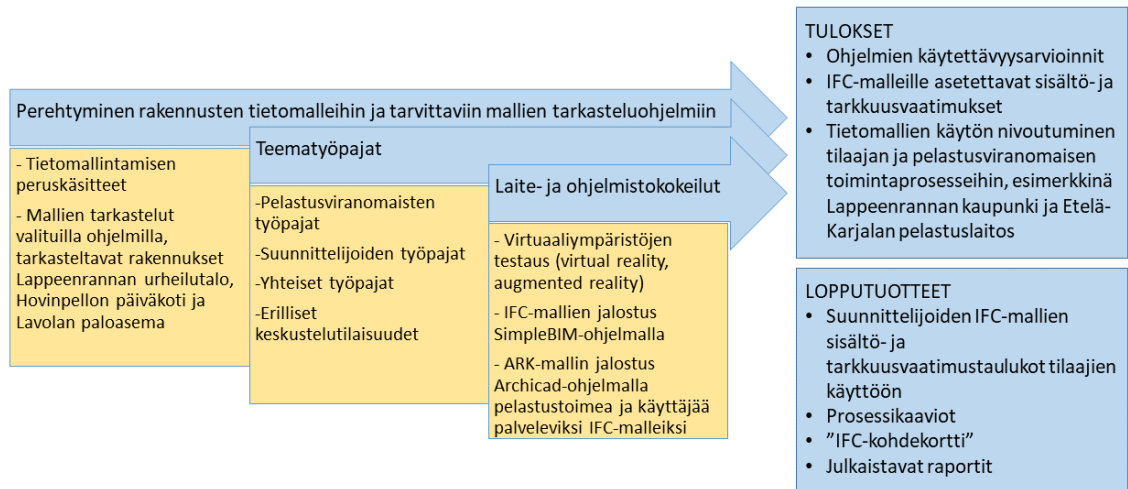 Perehtyminen rakennusten tietomalleihin ja tarvittaviin mallien tarkasteluohjelmiin
- Tietomallintamisen
peruskäsitteet
- Mallien tarkastelut
valituilla ohjelmilla,
tarkasteltavat rakennukset
Lappeenrannan urheilutalo,
Hovinpellon päiväkoti ja
Lavolan paloasema
Teematyöpajat
-Pelastusviranomaisten
työpajat
-Suunnittelijoiden työpajat
-Yhteiset työpajat
-Erilliset
keskustelutilaisuudet
Laite- ja ohjelmistokokeilut
- Virtuaaliympäristöjen
testaus (virtual reality,
augmented reality)
- IFC-mallien jalostus
SimpleBIM-ohjelmalla
- ARK-mallin jalostus
Archicad-ohjelmalla
pelastustoimea ja käyttäjää
palveleviksi IFC-malleiksi
TULOKSET
• Ohjelmien käytettävyysarvioinnit
• IFC-malleille asetettavat sisältö- ja
tarkkuusvaatimukset
• Tietomallien käytön nivoutuminen
tilaajan ja pelastusviranomaisen
toimintaprosesseihin, esimerkkinä
Lappeenrannan kaupunki ja Etelä-
Karjalan pelastuslaitos
LOPPUTUOTTEET
• Suunnittelijoiden IFC-mallien
sisältö- ja
tarkkuusvaatimustaulukot tilaajien
käyttöön
• Prosessikaaviot
• ”IFC-kohdekortti”
• Julkaistavat raportit